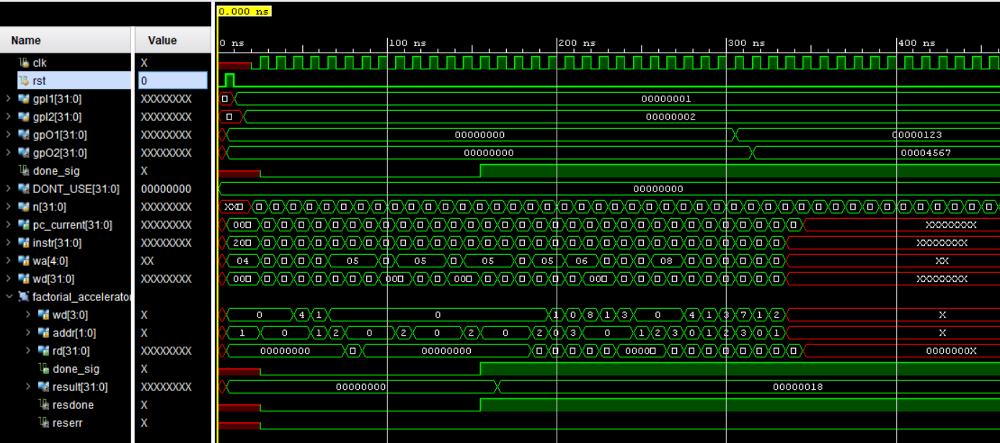 0.000 ns
Name Value 0 ns 100 ns 200 ns 300 ns 400 ns
clk X
rst 0
gpI1[31:0] XXXXXXXX 00000001
gpI2[31:0] XXXXXXXX 00000002
gpO1[31:0] XXXXXXXX 00000000 00000123
gpO2[31:0] XXXXXXXX 00000000 00004567
done_sig X
DONT_USE[31:0] 00000000 00000000
n[31:0] XXXXXXXX XX
pc_current[31:0] XXXXXXXX 00 XXXXXXXX
instr[31:0] XXXXXXXX 20 XXXXXXXX
wa[4:0] XX 04 05 05 05 05 06 08 XX
wd[31:0] XXXXXXXX 00 00 00 00 XXXXXXXX
factorial_accelerator
wd[3:0] X 0 4 1 0 1 0 8 1 3 0 4 1 3 7 1 2 X
addr[1:0] X 1 0 1 2 0 2 0 2 0 2 0 3 0 1 2 3 0 1 2 3 0 1 X
rd[31:0] XXXXXXXX 00000000 00000000 0000 0000000X
done_sig X
result[31:0] XXXXXXXX 00000000 00000018
resdone X
reserr X